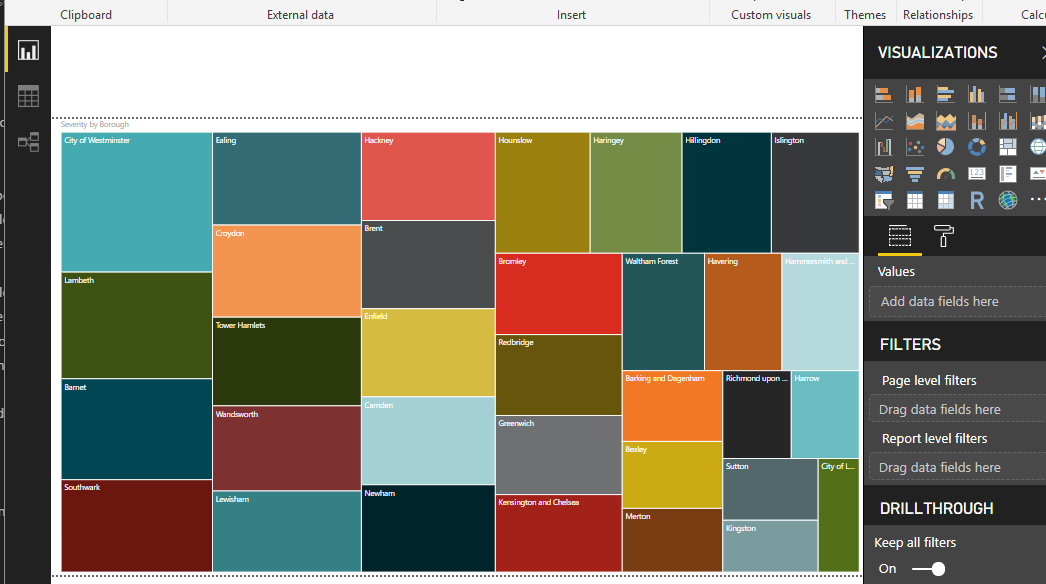 Clipboard
External data
Insert
Custom visuals
Themes
Relationships
VISUALIZATIONS
Severity by Borough
City of Westminster
Ealing
Hackney
Hounslow
Haringey
Hillingdon
Islington
Croydon
Brent
Lambeth
Bromley
Waltham Forest
Havering
Hammersmith and ...
Enfield
Tower Hamlets
Redbridge
Barnet
Barking and Dagenham
Richmond upon ...
Harrow
Camden
Wandsworth
Greenwich
Bexley
Sutton
City of L...
Southwark
Newham
Lewisham
Kensington and Chelsea
Merton
Kingston
123
R
Values
Add data fields here
FILTERS
Page level filters
Drag data fields here
Report level filters
Drag data fields here
DRILLTHROUGH
Keep all filters
On